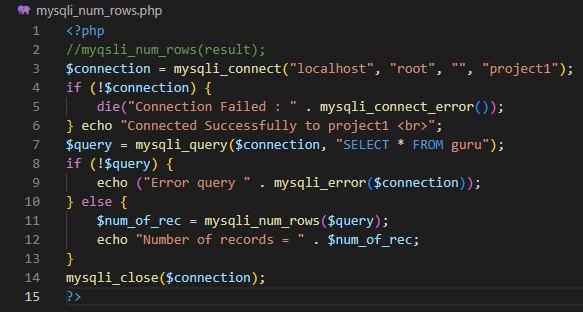 mysqli_num_rows.php
1 <?php
2 //myqsli_num_rows(result);
3 $connection = mysqli_connect("localhost", "root", "", "project1");
4 if (!$connection) {
5     die("Connection Failed : " . mysqli_connect_error());
6 } echo "Connected Successfully to project1 <br>";
7 $query = mysqli_query($connection, "SELECT * FROM guru");
8 if (!$query) {
9     echo ("Error query " . mysqli_error($connection));
10 } else {
11     $num_of_rec = mysqli_num_rows($query);
12     echo "Number of records = " . $num_of_rec;
13 }
14 mysqli_close($connection);
15 ?>